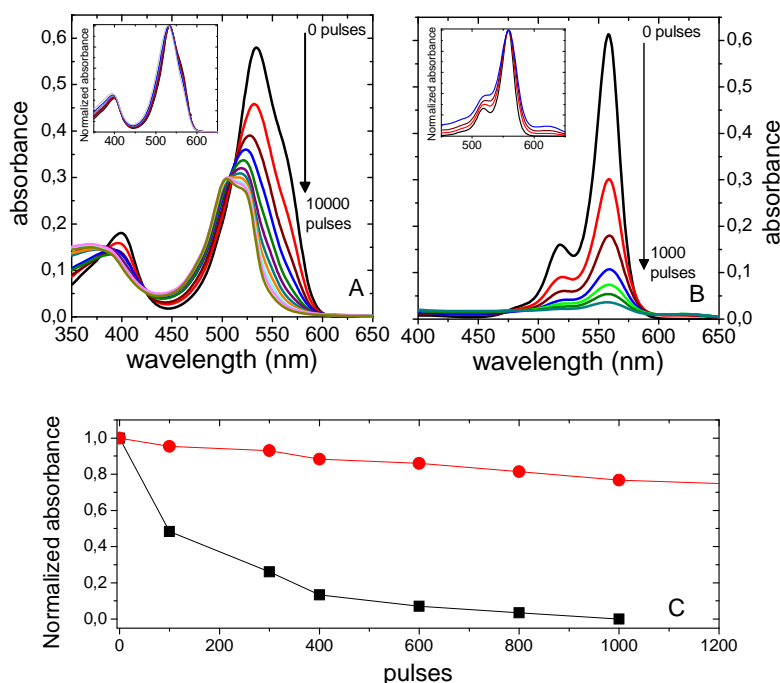 0 pulses
10000
pulses
A
absorbance
0,6
0,5
0,4
0,3
0,2
0,1
0,0
350 400 450 500 550 600 650
wavelength (nm)
Normalized absorbance
400 500 600
0 pulses
1000
pulses
B
absorbance
0,6
0,5
0,4
0,3
0,2
0,1
0,0
400 450 500 550 600 650
wavelength (nm)
Normalized absorbance
500 600
Normalized absorbance
1,0
0,8
0,6
0,4
0,2
0,0
C
0 200 400 600 800 1000 1200
pulses